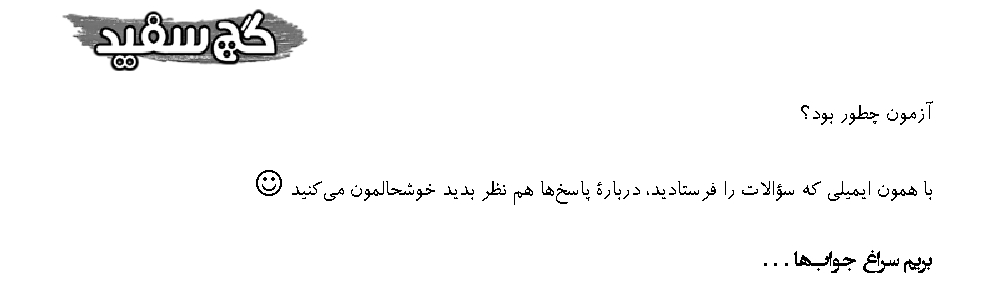 گچ سفید
آزمون چطور بود؟
با همون ایمیلی که سؤالات را فرستادید، دربارهٔ پاسخ‌ها هم نظر بدید خوشحالمون می‌کنید ☺
بریم سراغ جواب‌ها ...